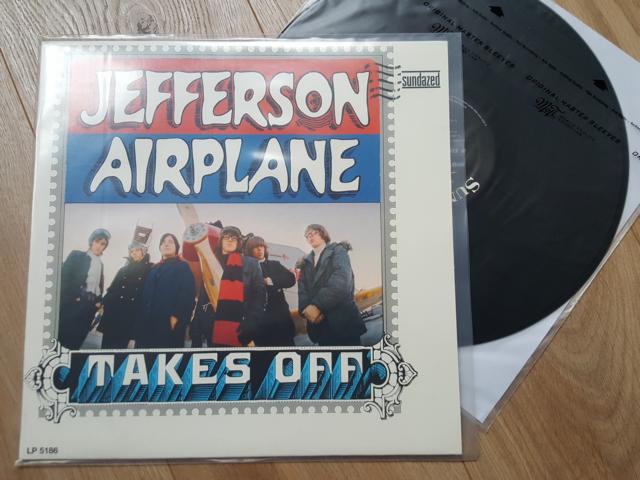 JEFFERSON
AIRPLANE
sundazed
TAKES OFF
LP 5186
ORIGINAL MASTER SLEEVES
ORIGINAL MASTER SLEEVES